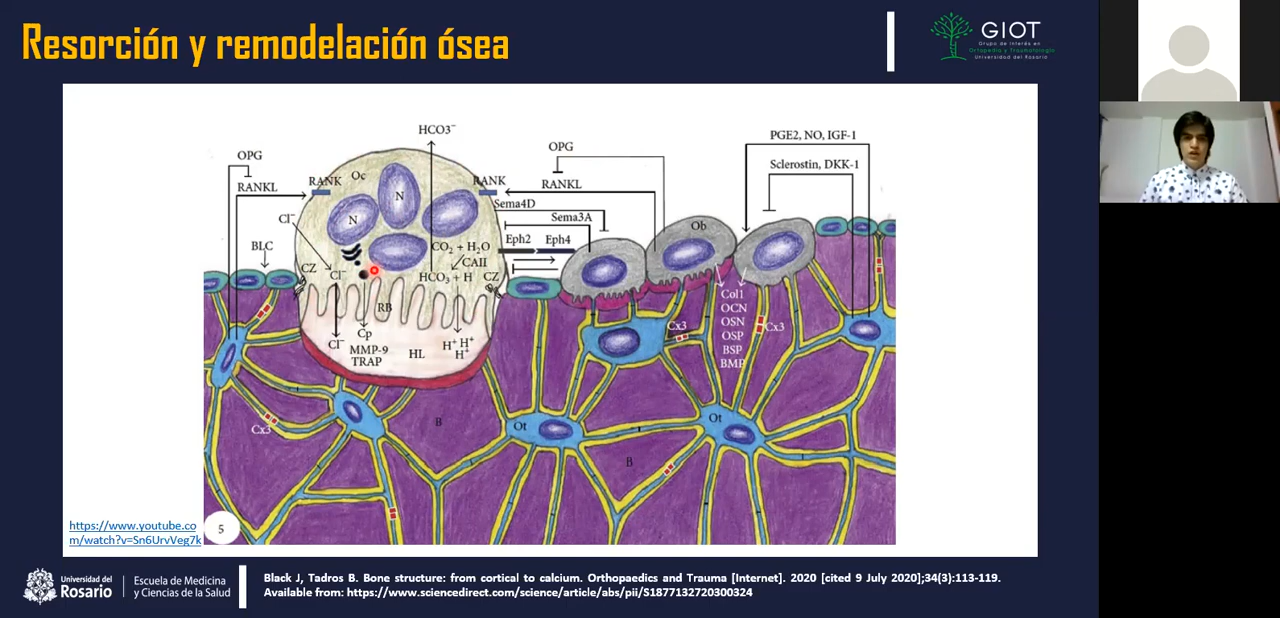 Resorción y remodelación ósea
GIOT
Grupo de Interés en
Ortopedia y Traumatología
Universidad del Rosario
HCO3⁻
OPG
RANKL
RANK
Oc
RANK
N
N
Cl⁻
BLC
CZ
Cl⁻
CO₂ + H₂O
CAII
HCO₃ + H
CZ
RB
Cl⁻
Cp
MMP-9
TRAP
HL
H⁺ H⁺
H⁺
OPG
RANKL
Sema4D
Sema3A
Eph2
Eph4
Ob
PGE2, NO, IGF-1
Sclerostin, DKK-1
Col1
OCN
OSN
OSP
BSP
BMP
Cx3
Cx3
Cx3
B
Ot
Ot
B
5
https://www.youtube.co
m/watch?v=Sn6UrvVeg7k
Universidad del
Rosario
Escuela de Medicina
y Ciencias de la Salud
Black J, Tadros B. Bone structure: from cortical to calcium. Orthopaedics and Trauma [Internet]. 2020 [cited 9 July 2020];34(3):113-119.
Available from: https://www.sciencedirect.com/science/article/abs/pii/S1877132720300324